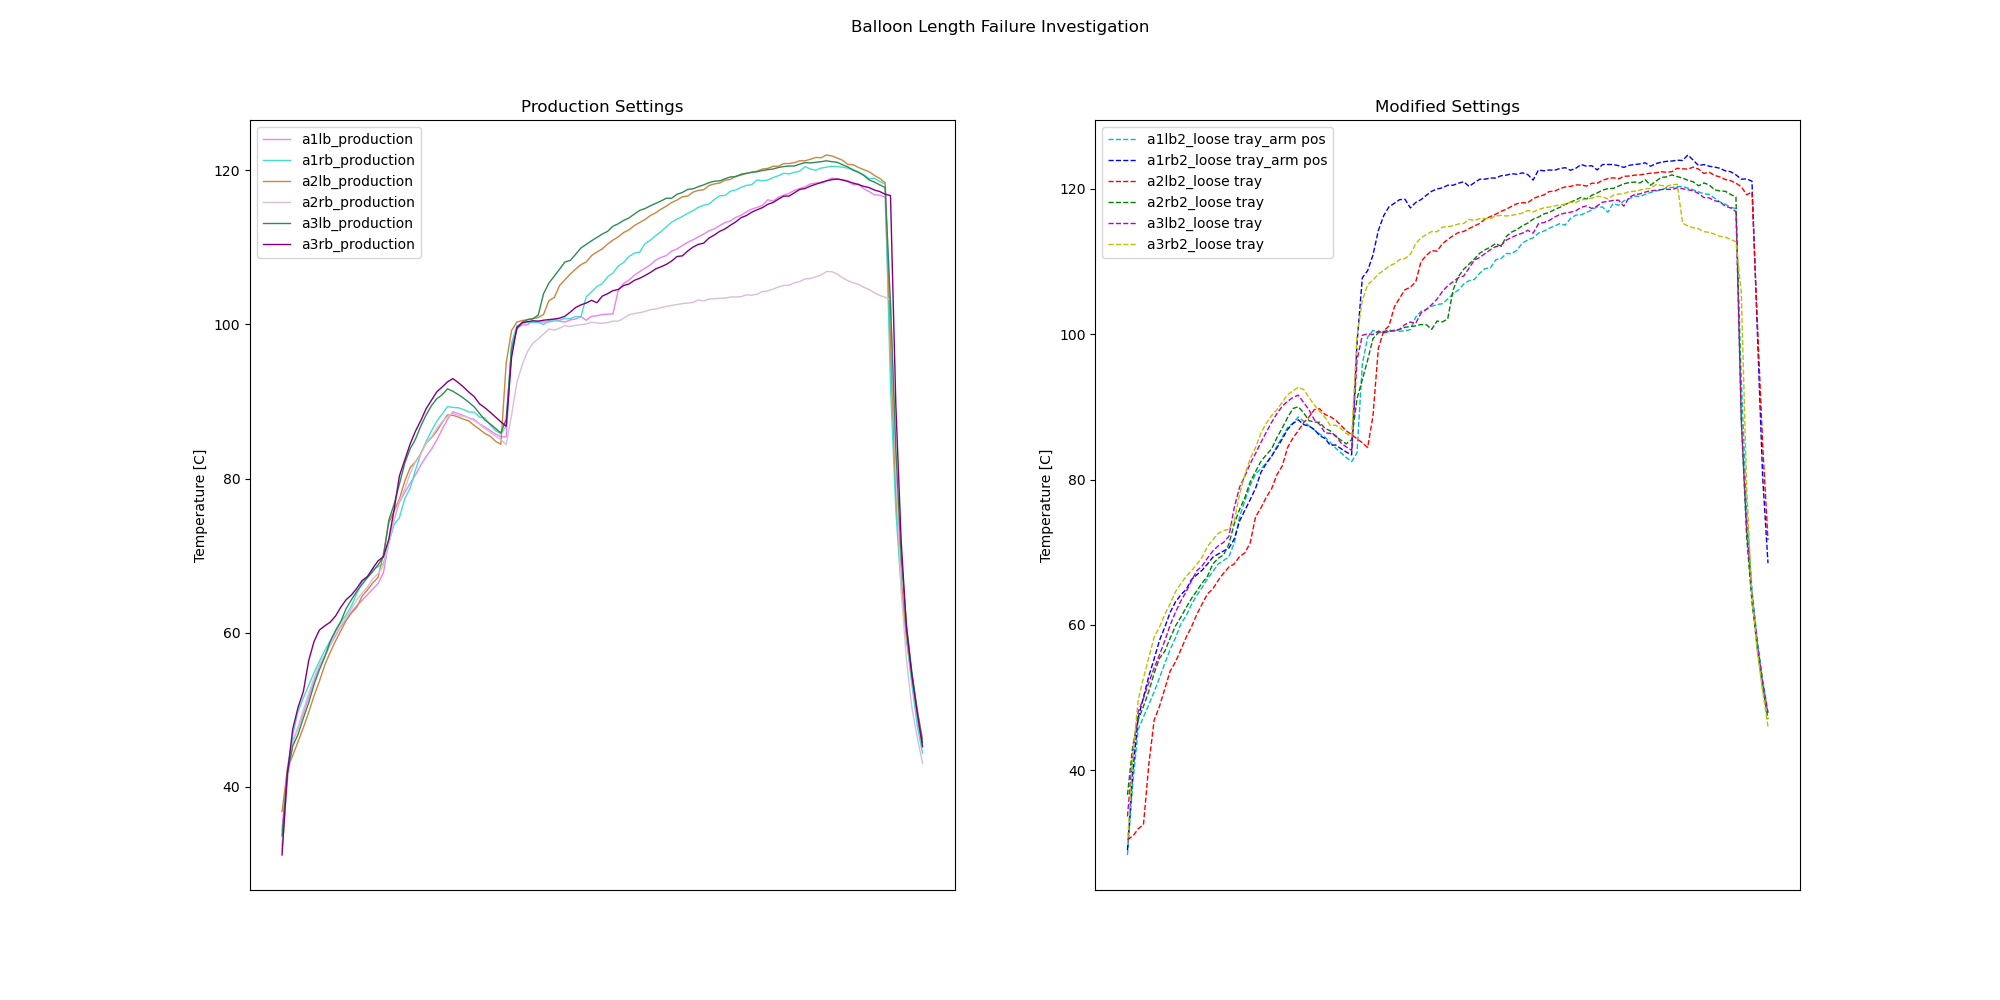 Balloon Length Failure Investigation
Production Settings
Temperature [C]
120
100
80
60
40
a1lb_production
a1rb_production
a2lb_production
a2rb_production
a3lb_production
a3rb_production
Modified Settings
Temperature [C]
120
100
80
60
40
a1lb2_loose tray_arm pos
a1rb2_loose tray_arm pos
a2lb2_loose tray
a2rb2_loose tray
a3lb2_loose tray
a3rb2_loose tray